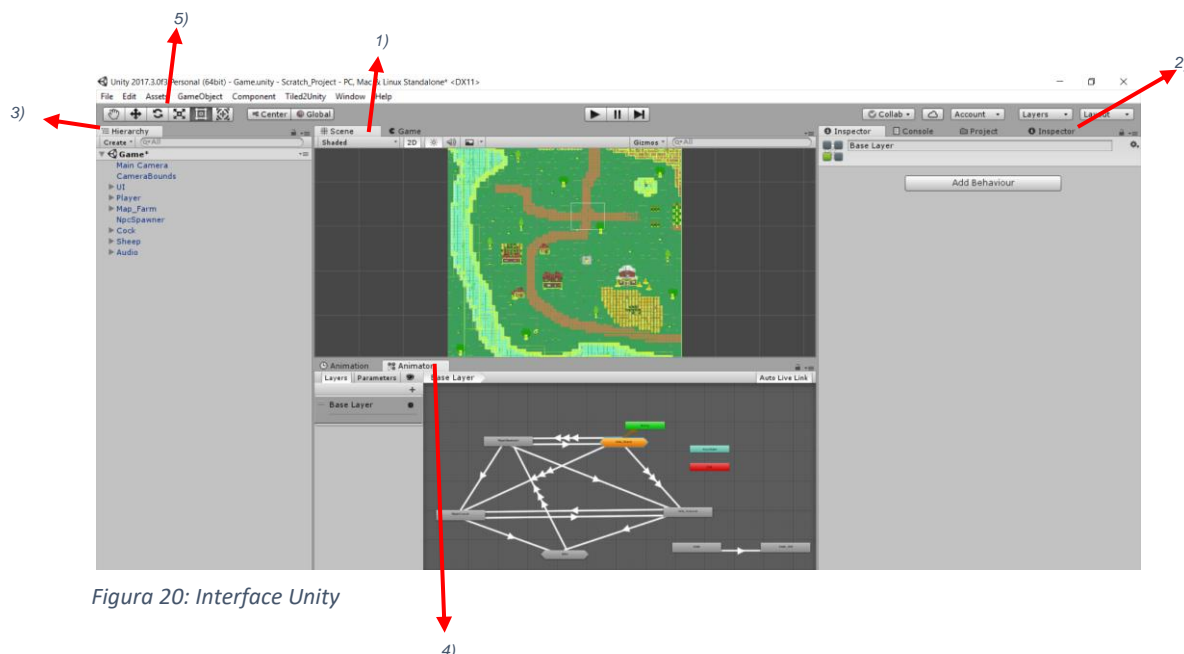 5)
1)
2
3)
Unity 2017.3.0f3 Personal (64bit) - Game.unity - Scratch_Project - PC, Mac & Linux Standalone* <DX11>
File Edit Assets GameObject Component Tiled2Unity Window Help
Center Global
Collab Account Layers Layout
Hierarchy
Create All
Game*
Main Camera
CameraBounds
UI
Player
Map_Farm
NpcSpawner
Cock
Sheep
Audio
Scene Game
Shaded 2D Gizmos All
Inspector Console Project Inspector
Base Layer
Add Behaviour
Animation Animator
Layers Parameters Base Layer Auto Live Link
+
Base Layer
Figura 20: Interface Unity
4)